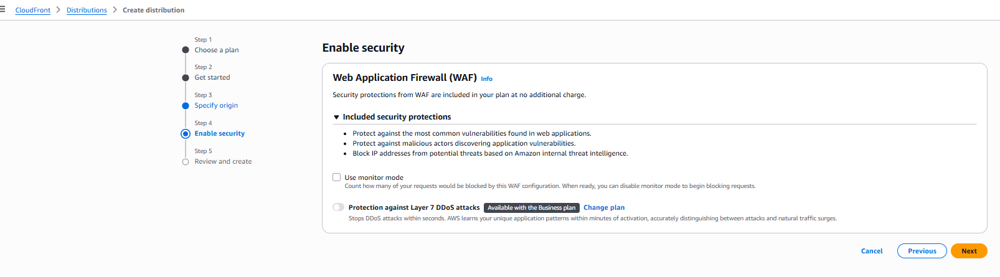 CloudFront > Distributions > Create distribution
Step 1
Choose a plan
Step 2
Get started
Step 3
Specify origin
Step 4
Enable security
Step 5
Review and create
Enable security
Web Application Firewall (WAF) Info
Security protections from WAF are included in your plan at no additional charge.
Included security protections
Protect against the most common vulnerabilities found in web applications.
Protect against malicious actors discovering application vulnerabilities.
Block IP addresses from potential threats based on Amazon internal threat intelligence.
Use monitor mode
Count how many of your requests would be blocked by this WAF configuration. When ready, you can disable monitor mode to begin blocking requests.
Protection against Layer 7 DDoS attacks Available with the Business plan Change plan
Stops DDoS attacks within seconds. AWS learns your unique application patterns within minutes of activation, accurately distinguishing between attacks and natural traffic surges.
Cancel Previous Next